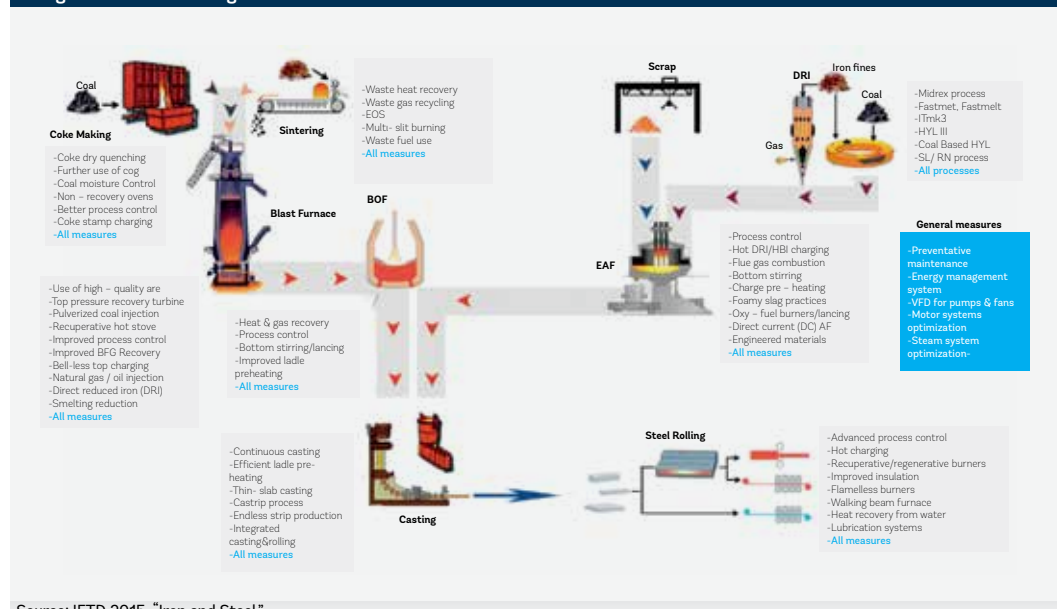 Coal
Coke Making
-Coke dry quenching
-Further use of cog
-Coal moisture Control
-Non – recovery ovens
-Better process control
-Coke stamp charging
-All measures
Sintering
-Waste heat recovery
-Waste gas recycling
-EOS
-Multi- slit burning
-Waste fuel use
-All measures
Blast Furnace
-Use of high – quality are
-Top pressure recovery turbine
-Pulverized coal injection
-Recuperative hot stove
-Improved process control
-Improved BFG Recovery
-Bell-less top charging
-Natural gas / oil injection
-Direct reduced iron (DRI)
-Smelting reduction
-All measures
BOF
-Heat & gas recovery
-Process control
-Bottom stirring/lancing
-Improved ladle
preheating
-All measures
Scrap
DRI
Iron fines
Coal
Gas
-Midrex process
-Fastmet, Fastmelt
-ITmk3
-HYL III
-Coal Based HYL
-SL/ RN process
-All processes
EAF
-Process control
-Hot DRI/HBI charging
-Flue gas combustion
-Bottom stirring
-Charge pre – heating
-Foamy slag practices
-Oxy – fuel burners/lancing
-Direct current (DC) AF
-Engineered materials
-All measures
General measures
-Preventative
maintenance
-Energy management
system
-VFD for pumps & fans
-Motor systems
optimization
-Steam system
optimization-
-Continuous casting
-Efficient ladle pre-
heating
-Thin- slab casting
-Castrip process
-Endless strip production
-Integrated
casting&rolling
-All measures
Casting
Steel Rolling
-Advanced process control
-Hot charging
-Recuperative/regenerative burners
-Improved insulation
-Flamelless burners
-Walking beam furnace
-Heat recovery from water
-Lubrication systems
-All measures
Source: IETD 2015, “Iron and Steel”